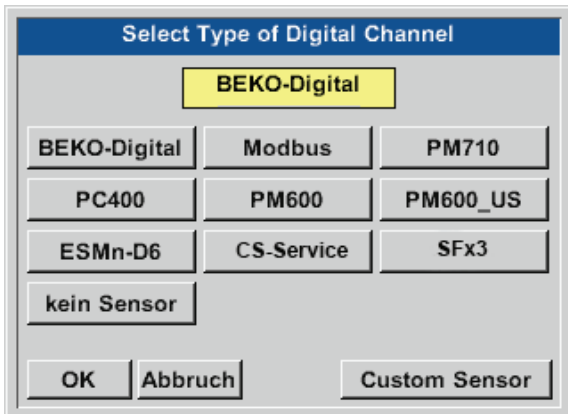 Select Type of Digital Channel
BEKO-Digital
BEKO-Digital Modbus PM710
PC400 PM600 PM600_US
ESMn-D6 CS-Service SFx3
kein Sensor
OK Abbruch Custom Sensor